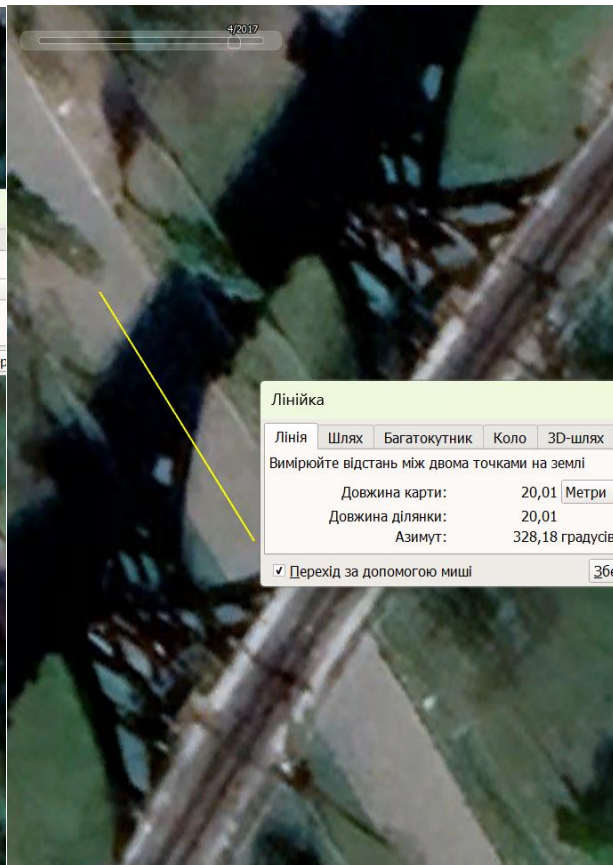 4/2017
Лінійка
Лінія Шлях Багатокутник Коло 3D-шлях
Вимірюйте відстань між двома точками на землі
Довжина карти: 20,01 Метри
Довжина ділянки: 20,01
Азимут: 328,18 градусів
Перехід за допомогою миші Збе